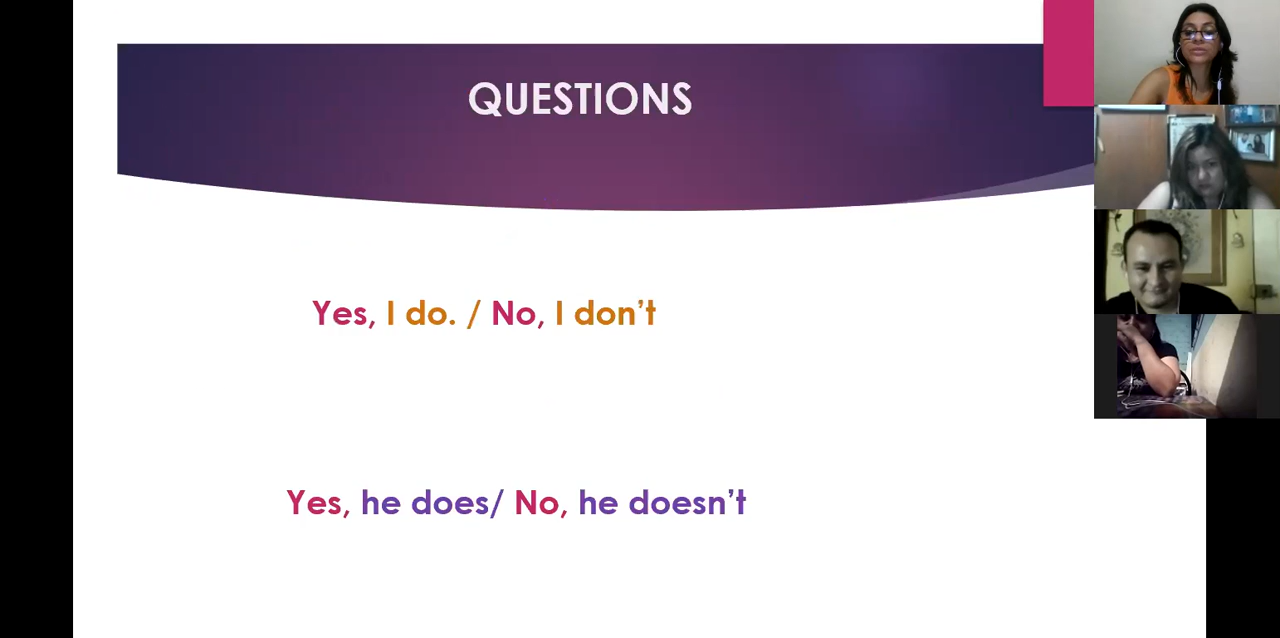 QUESTIONS
Yes, I do. / No, I don’t
Yes, he does/ No, he doesn’t